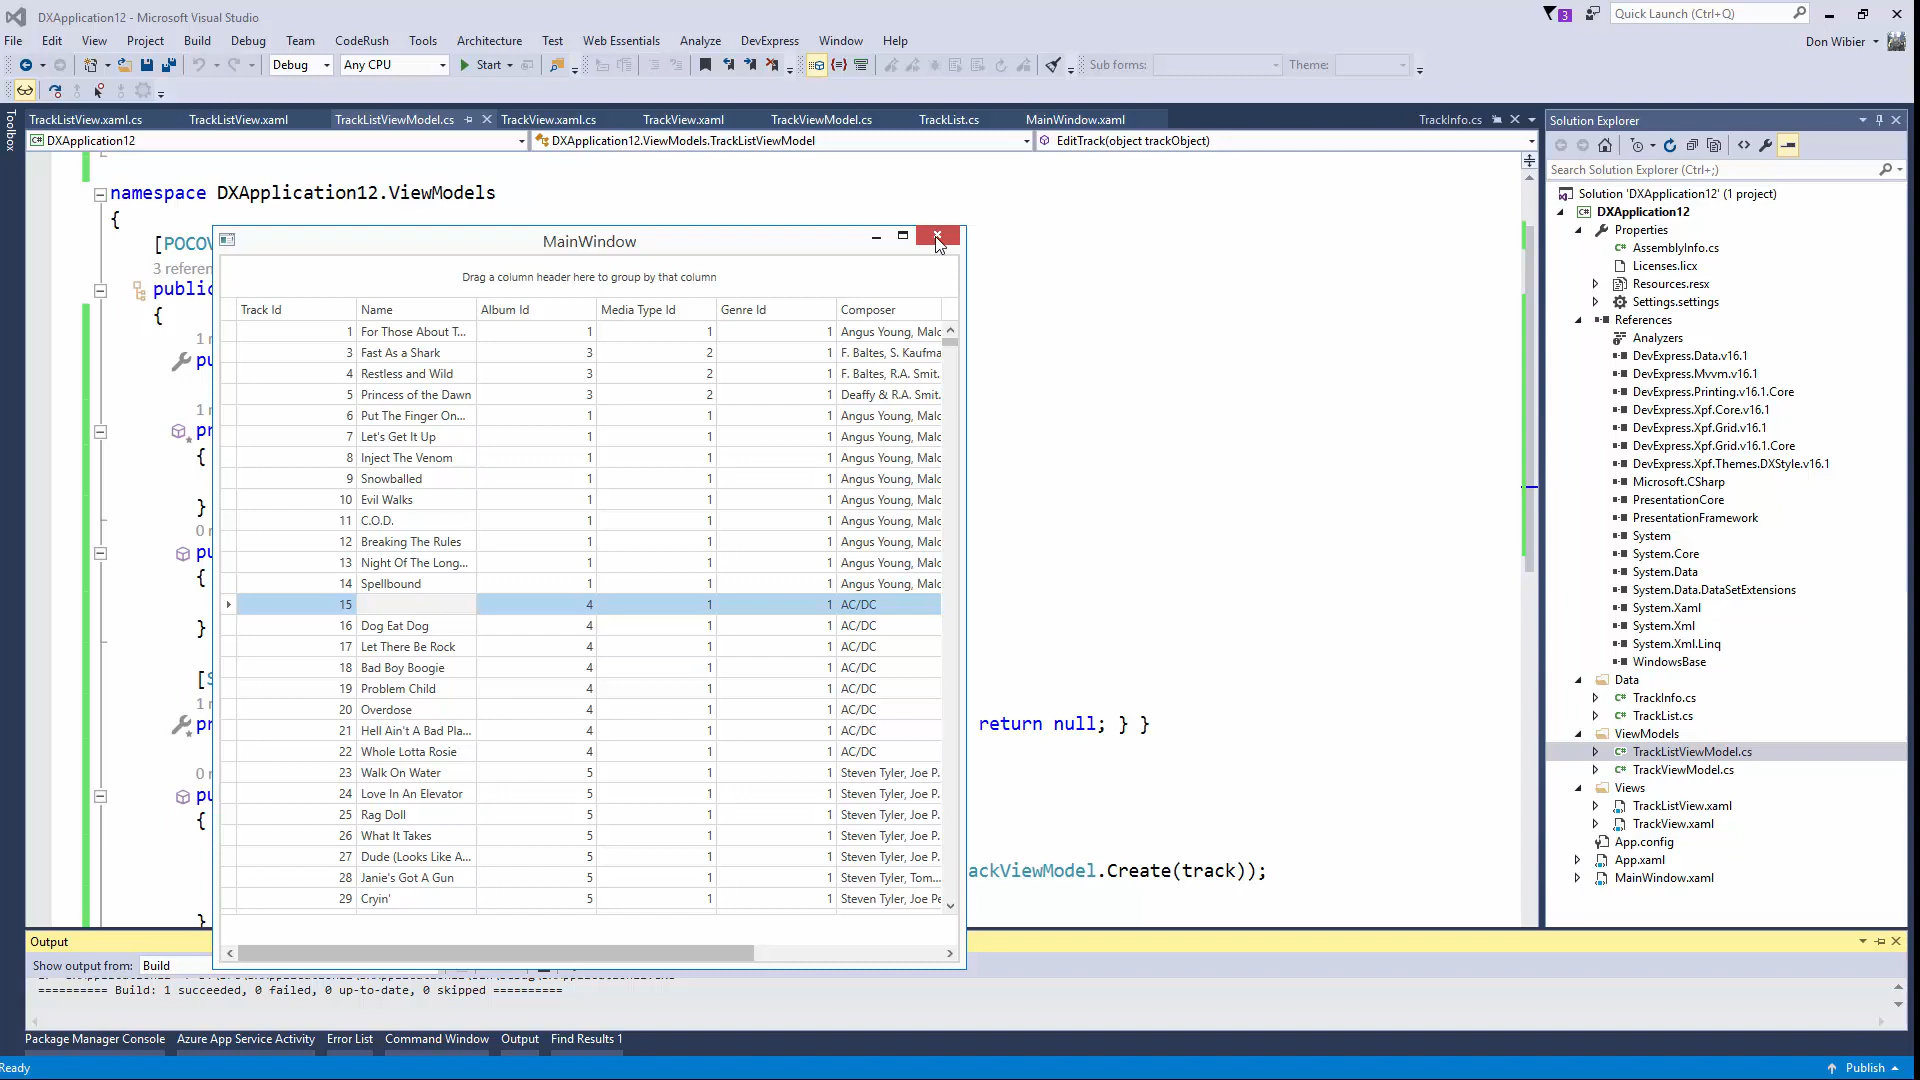 DXApplication12 - Microsoft Visual Studio
3
Quick Launch (Ctrl+Q)
File Edit View Project Build Debug Team CodeRush Tools Architecture Test Web Essentials Analyze DevExpress Window Help
Don Wibier
Debug Any CPU Start Sub forms: Theme:
Toolbox
TrackListView.xaml.cs TrackListView.xaml TrackListViewModel.cs TrackView.xaml.cs TrackView.xaml TrackViewModel.cs TrackList.cs MainWindow.xaml TrackInfo.cs
DXApplication12 DXApplication12.ViewModels.TrackListViewModel EditTrack(object trackObject)
namespace DXApplication12.ViewModels
{
[POCOV
3 referen
public
{
1 r
pu
1 r
pr
{
}
0 r
pu
{
}
[S
1 r
pr return null; } }
0 r
pu
{
ackViewModel.Create(track));
}
MainWindow
Drag a column header here to group by that column
Track Id Name Album Id Media Type Id Genre Id Composer
1 For Those About T... 1 1 1 Angus Young, Malc
3 Fast As a Shark 3 2 1 F. Baltes, S. Kaufma
4 Restless and Wild 3 2 1 F. Baltes, R.A. Smit.
5 Princess of the Dawn 3 2 1 Deaffy & R.A. Smit.
6 Put The Finger On... 1 1 1 Angus Young, Malc
7 Let's Get It Up 1 1 1 Angus Young, Malc
8 Inject The Venom 1 1 1 Angus Young, Malc
9 Snowballed 1 1 1 Angus Young, Malc
10 Evil Walks 1 1 1 Angus Young, Malc
11 C.O.D. 1 1 1 Angus Young, Malc
12 Breaking The Rules 1 1 1 Angus Young, Malc
13 Night Of The Long... 1 1 1 Angus Young, Malc
14 Spellbound 1 1 1 Angus Young, Malc
15 4 1 1 AC/DC
16 Dog Eat Dog 4 1 1 AC/DC
17 Let There Be Rock 4 1 1 AC/DC
18 Bad Boy Boogie 4 1 1 AC/DC
19 Problem Child 4 1 1 AC/DC
20 Overdose 4 1 1 AC/DC
21 Hell Ain't A Bad Pla... 4 1 1 AC/DC
22 Whole Lotta Rosie 4 1 1 AC/DC
23 Walk On Water 5 1 1 Steven Tyler, Joe P.
24 Love In An Elevator 5 1 1 Steven Tyler, Joe P.
25 Rag Doll 5 1 1 Steven Tyler, Joe P.
26 What It Takes 5 1 1 Steven Tyler, Joe P.
27 Dude (Looks Like A... 5 1 1 Steven Tyler, Joe P.
28 Janie's Got A Gun 5 1 1 Steven Tyler, Tom...
29 Cryin' 5 1 1 Steven Tyler, Joe Pe
Solution Explorer
Search Solution Explorer (Ctrl+;)
Solution 'DXApplication12' (1 project)
DXApplication12
Properties
AssemblyInfo.cs
Licenses.licx
Resources.resx
Settings.settings
References
Analyzers
DevExpress.Data.v16.1
DevExpress.Mvvm.v16.1
DevExpress.Printing.v16.1.Core
DevExpress.Xpf.Core.v16.1
DevExpress.Xpf.Grid.v16.1
DevExpress.Xpf.Grid.v16.1.Core
DevExpress.Xpf.Themes.DXStyle.v16.1
Microsoft.CSharp
PresentationCore
PresentationFramework
System
System.Core
System.Data
System.Data.DataSetExtensions
System.Xaml
System.Xml
System.Xml.Linq
WindowsBase
Data
TrackInfo.cs
TrackList.cs
ViewModels
TrackListViewModel.cs
TrackViewModel.cs
Views
TrackListView.xaml
TrackView.xaml
App.config
App.xaml
MainWindow.xaml
Output
Show output from: Build
========== Build: 1 succeeded, 0 failed, 0 up-to-date, 0 skipped ==========
Package Manager Console Azure App Service Activity Error List Command Window Output Find Results 1
Ready
Publish